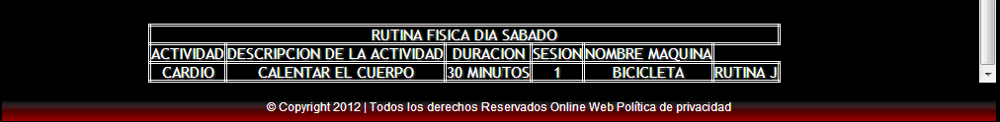 RUTINA FISICA DIA SABADO
ACTIVIDAD DESCRIPCION DE LA ACTIVIDAD DURACION SESION NOMBRE MAQUINA
CARDIO CALENTAR EL CUERPO 30 MINUTOS 1 BICICLETA RUTINA J
© Copyright 2012 | Todos los derechos Reservados Online Web Política de privacidad